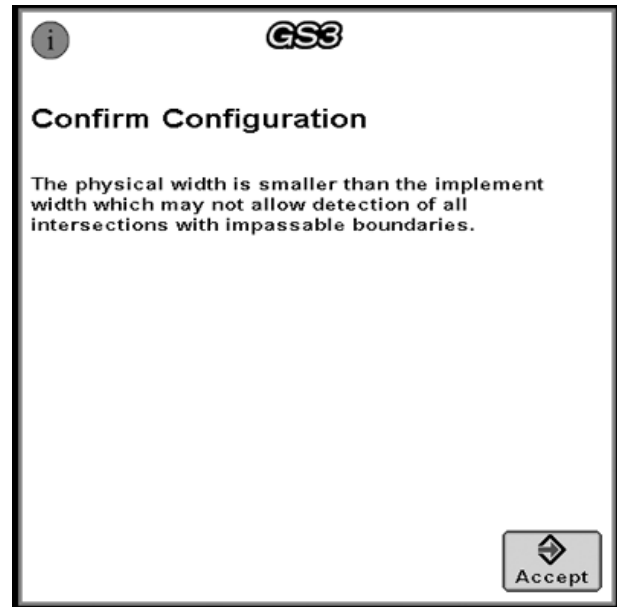 i
GS3
Confirm Configuration
The physical width is smaller than the implement
width which may not allow detection of all
intersections with impassable boundaries.
Accept